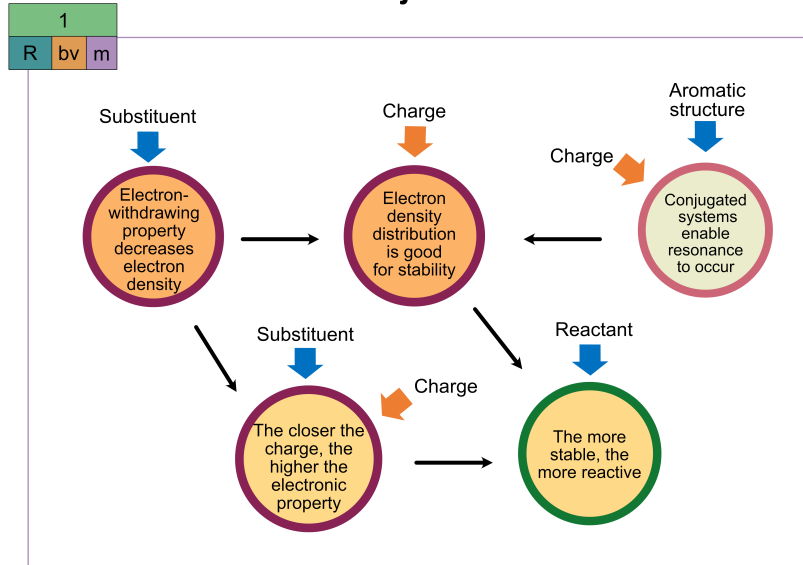 1
R bv m
Substituent
Charge
Aromatic
structure
Charge
Electron-
withdrawing
property
decreases
electron
density
Electron
density
distribution
is good
for stability
Conjugated
systems
enable
resonance
to occur
Substituent
Charge
Reactant
The closer the
charge, the
higher the
electronic
property
The more
stable, the
more reactive